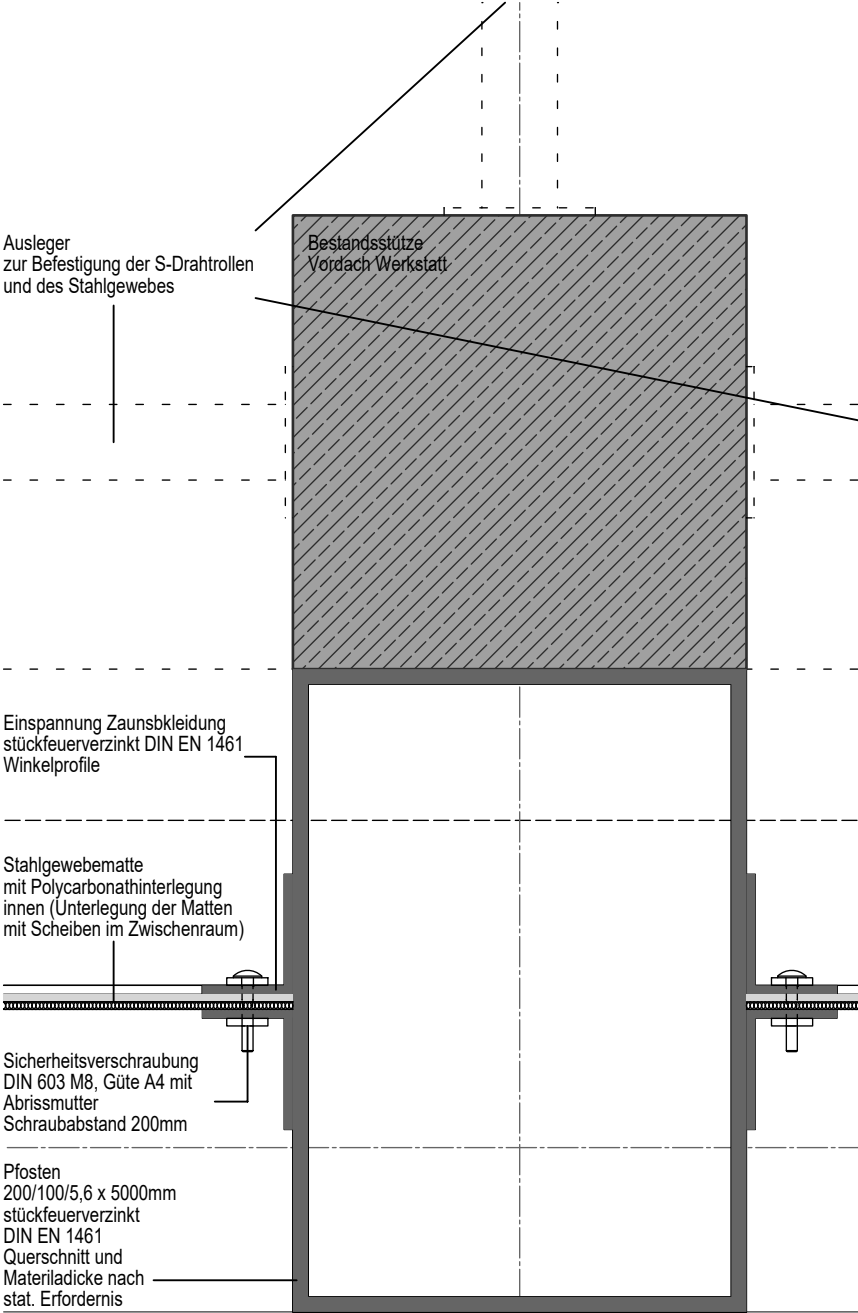 Ausleger
zur Befestigung der S-Drahtrollen
und des Stahlgewebes
Bestandsstütze
Vordach Werkstatt
Einspannung Zaunsbkleidung
stückfeuerverzinkt DIN EN 1461
Winkelprofile
Stahlgewebematte
mit Polycarbonathinterlegung
innen (Unterlegung der Matten
mit Scheiben im Zwischenraum)
Sicherheitsverschraubung
DIN 603 M8, Güte A4 mit
Abrissmutter
Schraubabstand 200mm
Pfosten
200/100/5,6 x 5000mm
stückfeuerverzinkt
DIN EN 1461
Querschnitt und
Materiladicke nach
stat. Erfordernis